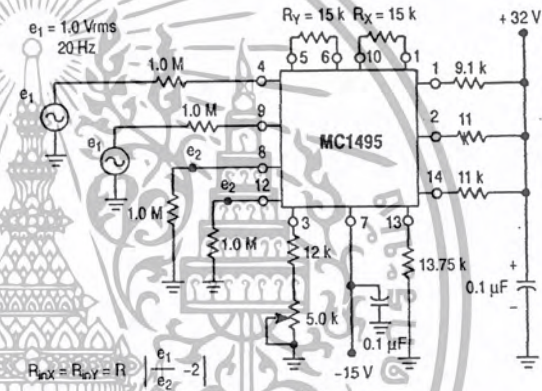 e1 = 1.0 Vrms
20 Hz
RY = 15 k
RX = 15 k
+ 32 V
1.0 M
4
5
6
10
1
1
9.1 k
e1
1.0 M
9
2
11
k
MC1495
e1
e2
8
14
11 k
e2
12
1.0 M
1.0 M
3
7
13
12 k
13.75 k
+
0.1 µF
-
5.0 k
0.1 µF
-15 V
RinX = RinY = R | e1 / e2 -2 |